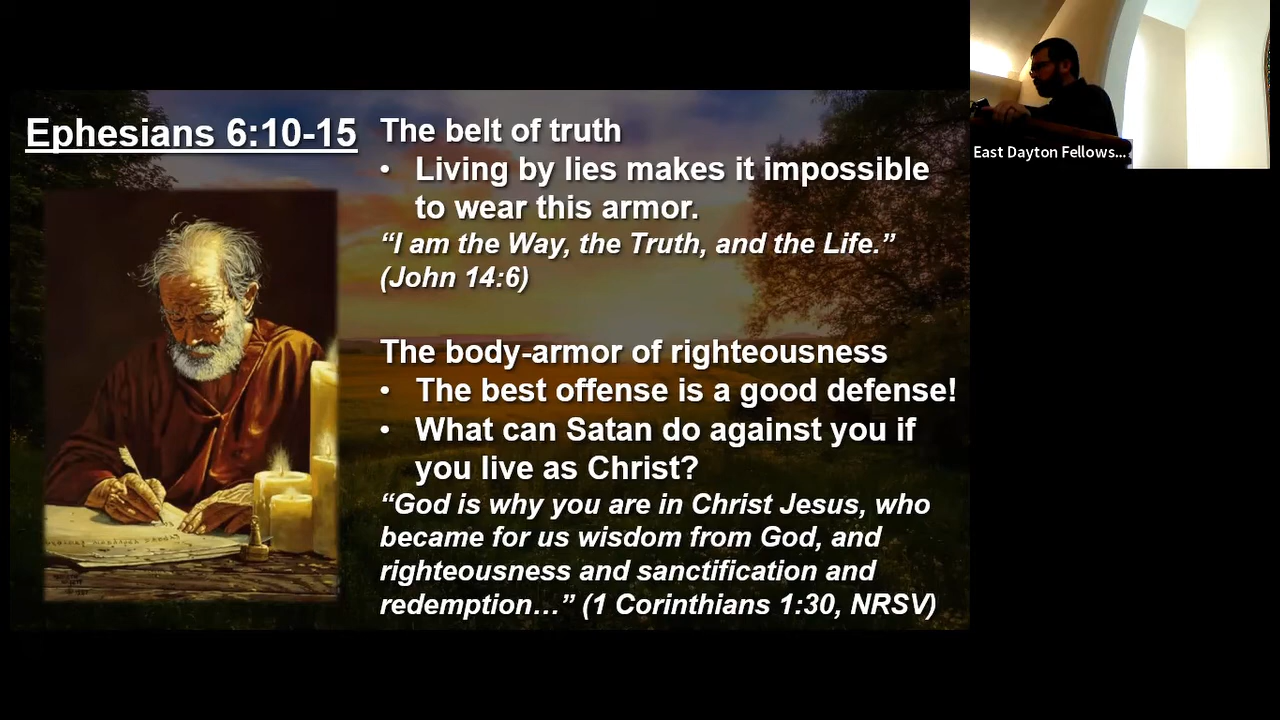 Ephesians 6:10-15
The belt of truth
• Living by lies makes it impossible
to wear this armor.
“I am the Way, the Truth, and the Life.”
(John 14:6)
The body-armor of righteousness
• The best offense is a good defense!
• What can Satan do against you if
you live as Christ?
“God is why you are in Christ Jesus, who
became for us wisdom from God, and
righteousness and sanctification and
redemption…” (1 Corinthians 1:30, NRSV)
East Dayton Fellows...